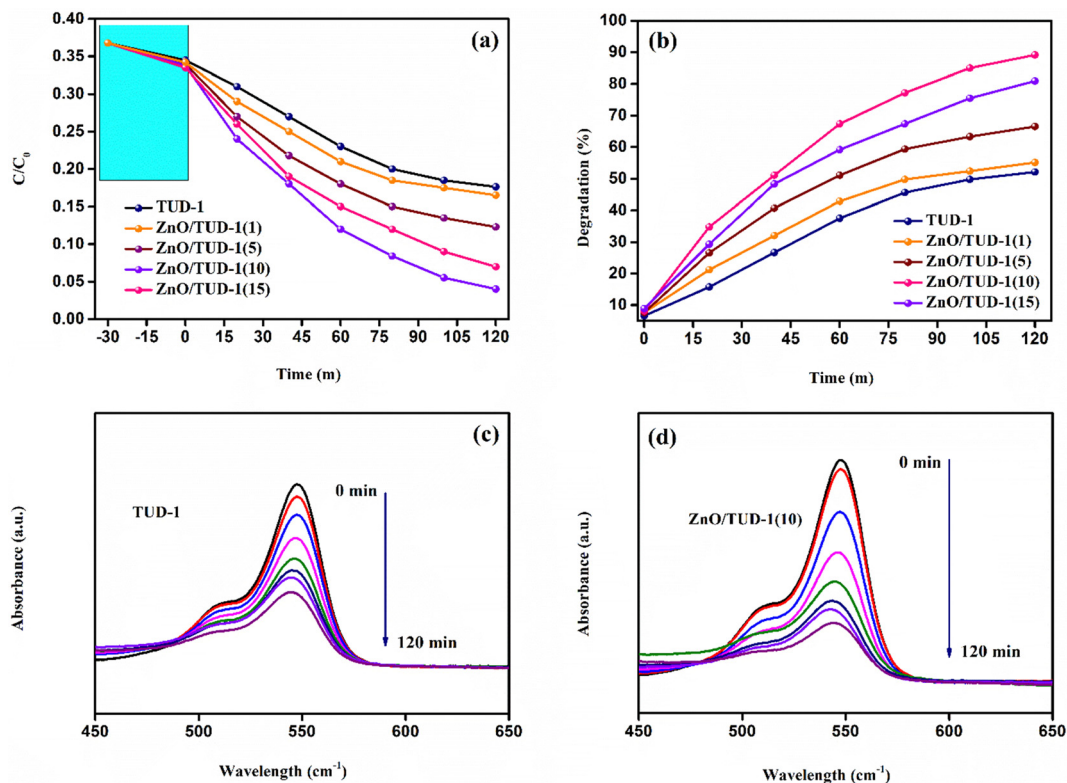 (a)
C/C0
0.40
0.35
0.30
0.25
0.20
0.15
0.10
0.05
0.00
TUD-1
ZnO/TUD-1(1)
ZnO/TUD-1(5)
ZnO/TUD-1(10)
ZnO/TUD-1(15)
-30 -15 0 15 30 45 60 75 90 105 120
Time (m)
(b)
Degradation (%)
100
90
80
70
60
50
40
30
20
10
TUD-1
ZnO/TUD-1(1)
ZnO/TUD-1(5)
ZnO/TUD-1(10)
ZnO/TUD-1(15)
0 15 30 45 60 75 90 105 120
Time (m)
(c)
Absorbance (a.u.)
TUD-1
0 min
120 min
450 500 550 600 650
Wavelength (cm-1)
(d)
Absorbance (a.u.)
ZnO/TUD-1(10)
0 min
120 min
450 500 550 600 650
Wavelength (cm-1)